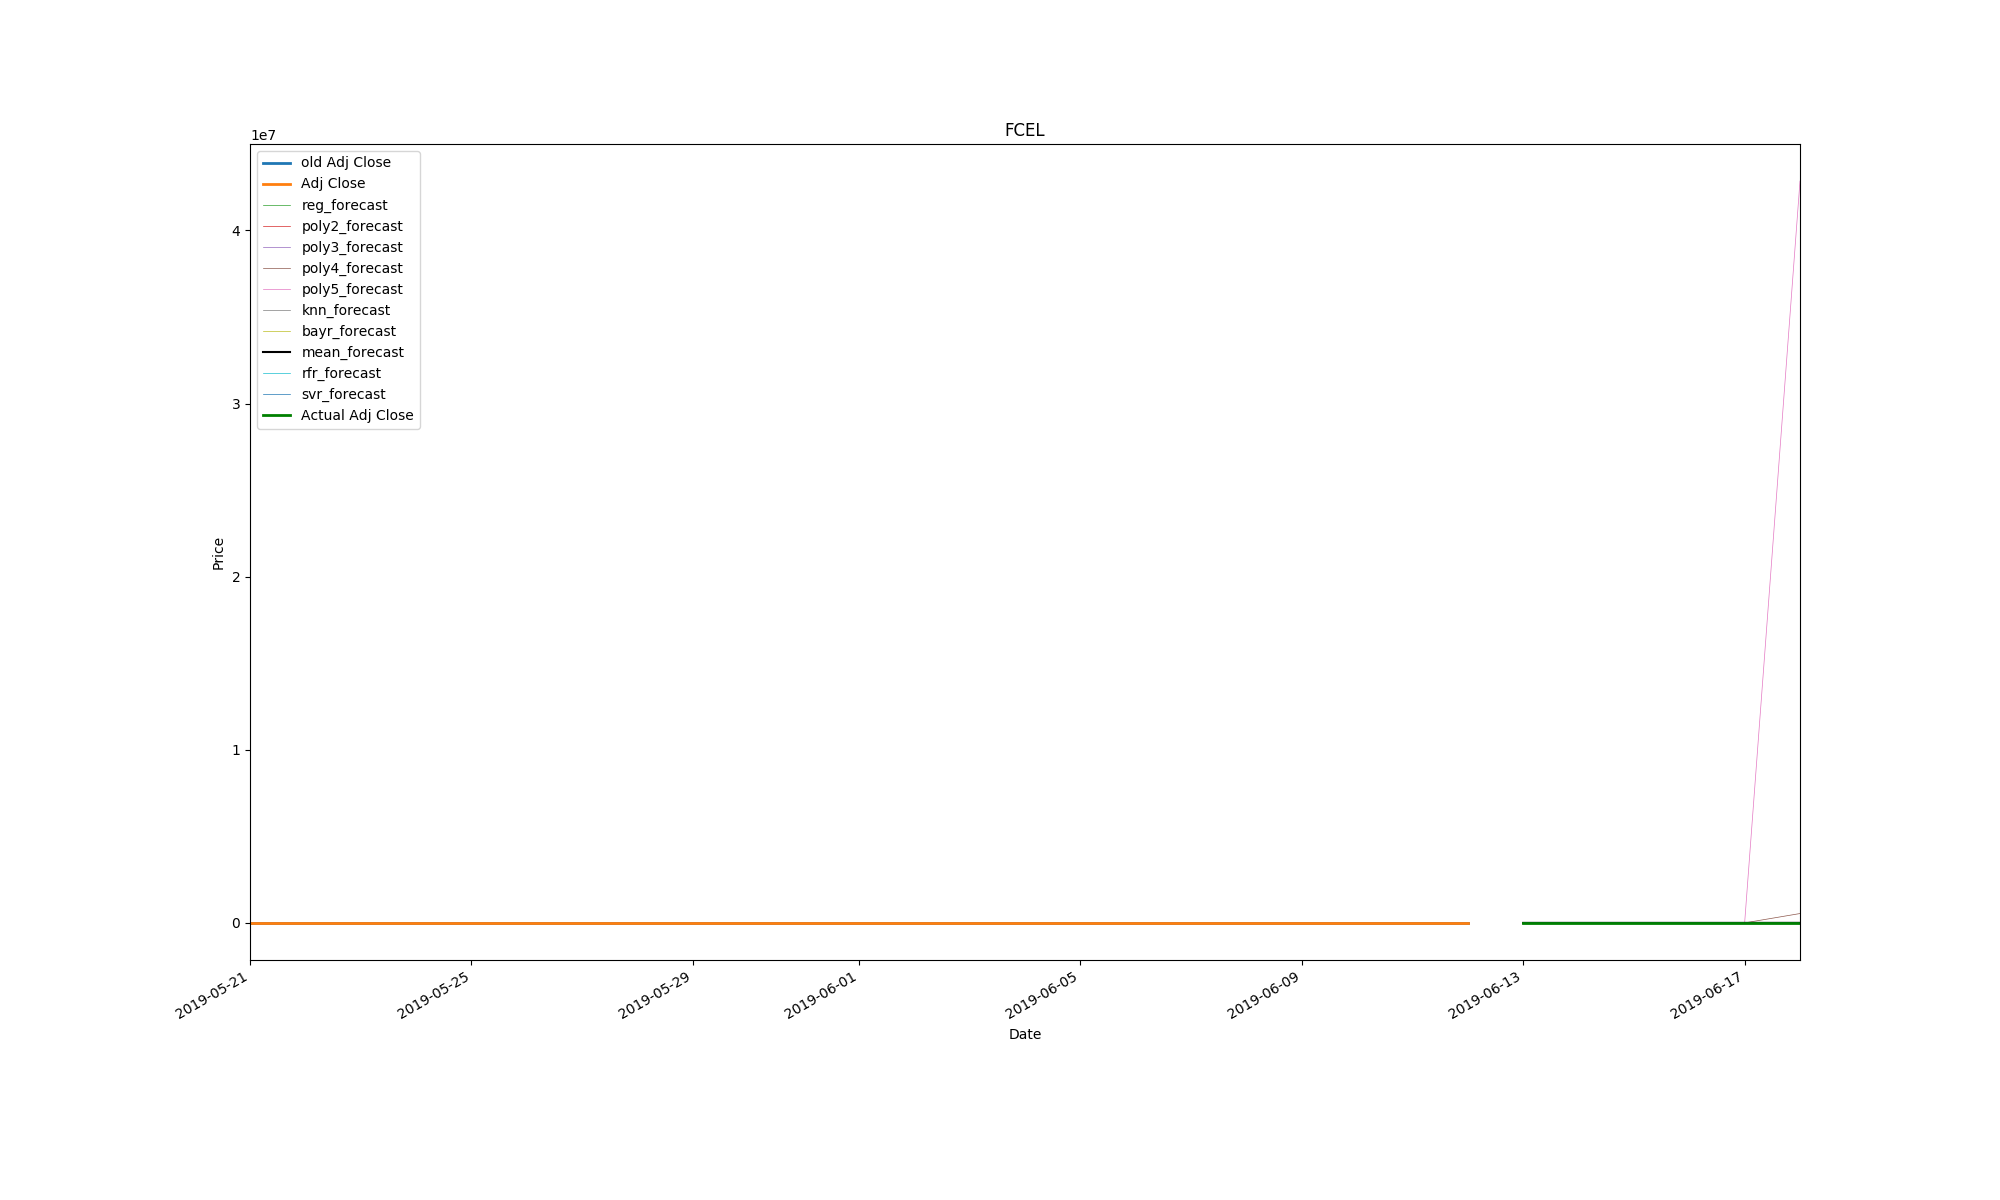 FCEL
1e7
old Adj Close
Adj Close
reg_forecast
poly2_forecast
poly3_forecast
poly4_forecast
poly5_forecast
knn_forecast
bayr_forecast
mean_forecast
rfr_forecast
svr_forecast
Actual Adj Close
4
3
2
1
0
Price
2019-05-21
2019-05-25
2019-05-29
2019-06-01
2019-06-05
2019-06-09
2019-06-13
2019-06-17
Date